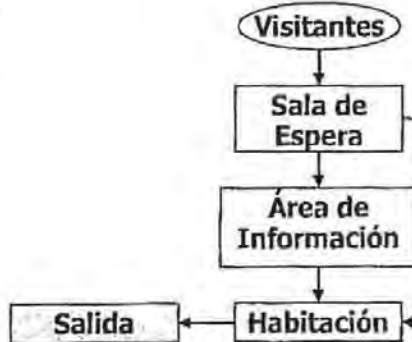 Visitantes
Sala de
Espera
Área de
Información
Salida
Habitación